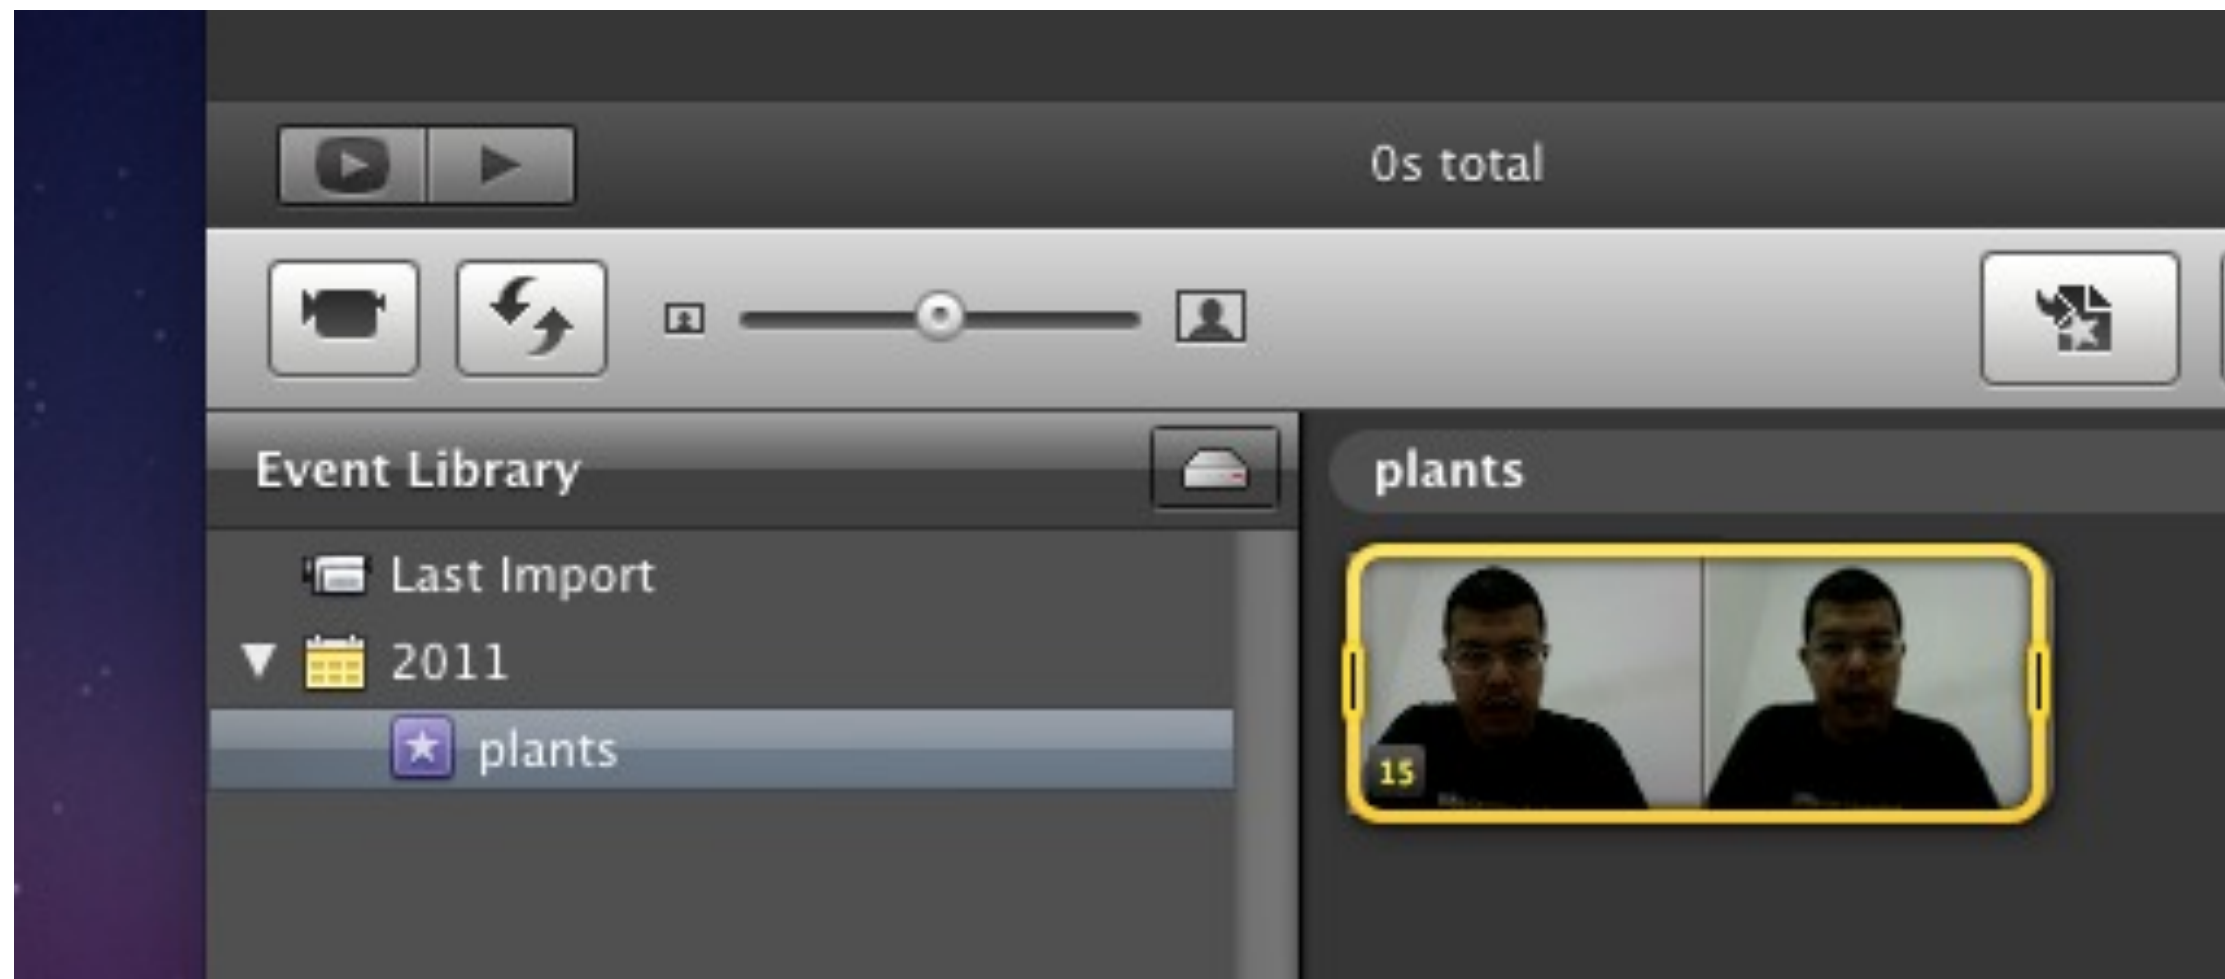 0s total
Event Library
plants
Last Import
2011
plants
15